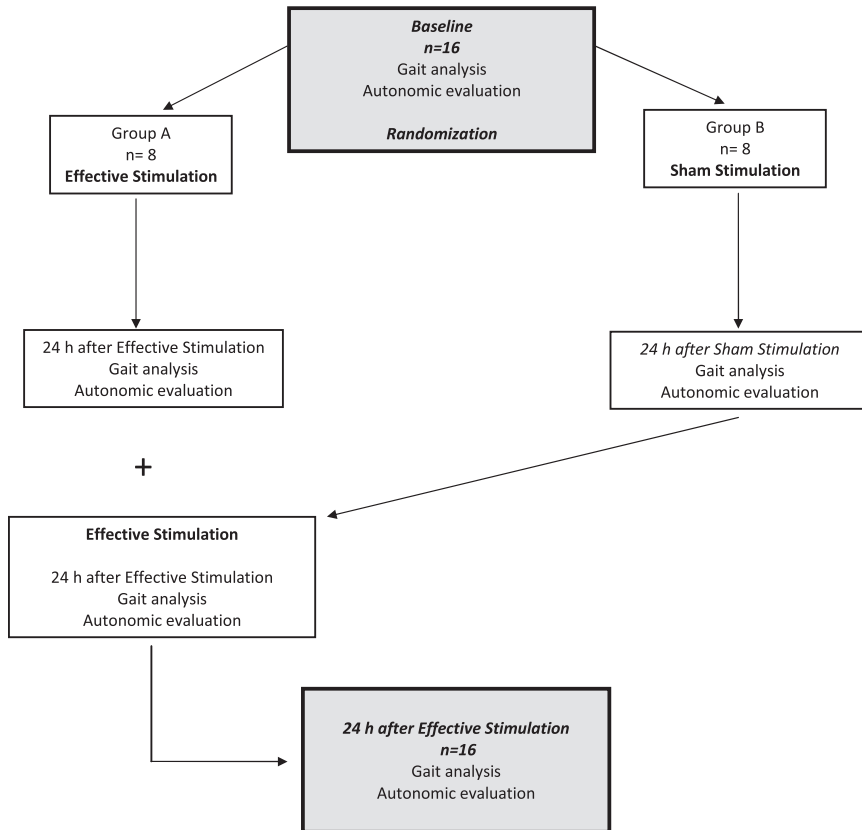 Baseline
n=16
Gait analysis
Autonomic evaluation
Randomization
Group A
n= 8
Effective Stimulation
Group B
n= 8
Sham Stimulation
24 h after Effective Stimulation
Gait analysis
Autonomic evaluation
24 h after Sham Stimulation
Gait analysis
Autonomic evaluation
+
Effective Stimulation
24 h after Effective Stimulation
Gait analysis
Autonomic evaluation
24 h after Effective Stimulation
n=16
Gait analysis
Autonomic evaluation